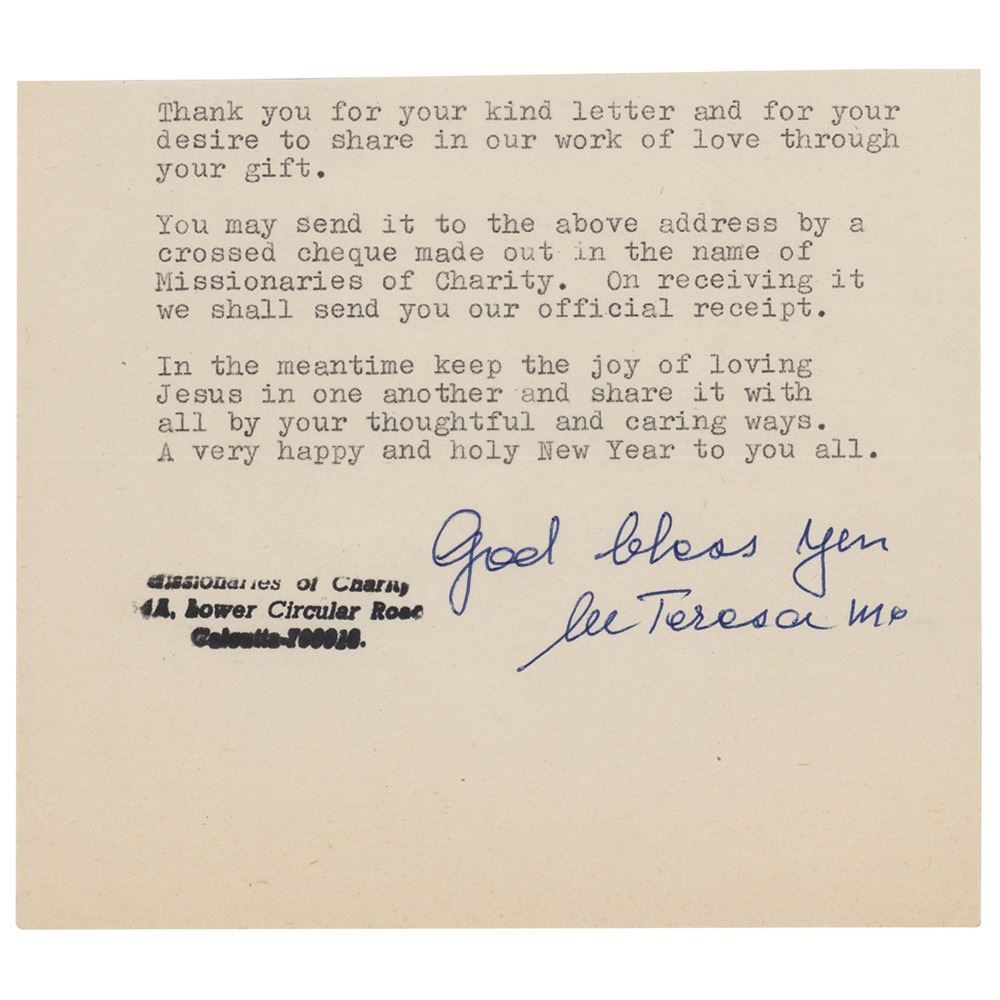 Thank you for your kind letter and for your
desire to share in our work of love through
your gift.
You may send it to the above address by a
crossed cheque made out in the name of
Missionaries of Charity. On receiving it
we shall send you our official receipt.
In the meantime keep the joy of loving
Jesus in one another and share it with
all by your thoughtful and caring ways.
A very happy and holy New Year to you all.
God bless you
M Teresa mc
Missionaries of Charity
4A, Lower Circular Road
Calcutta-700016.